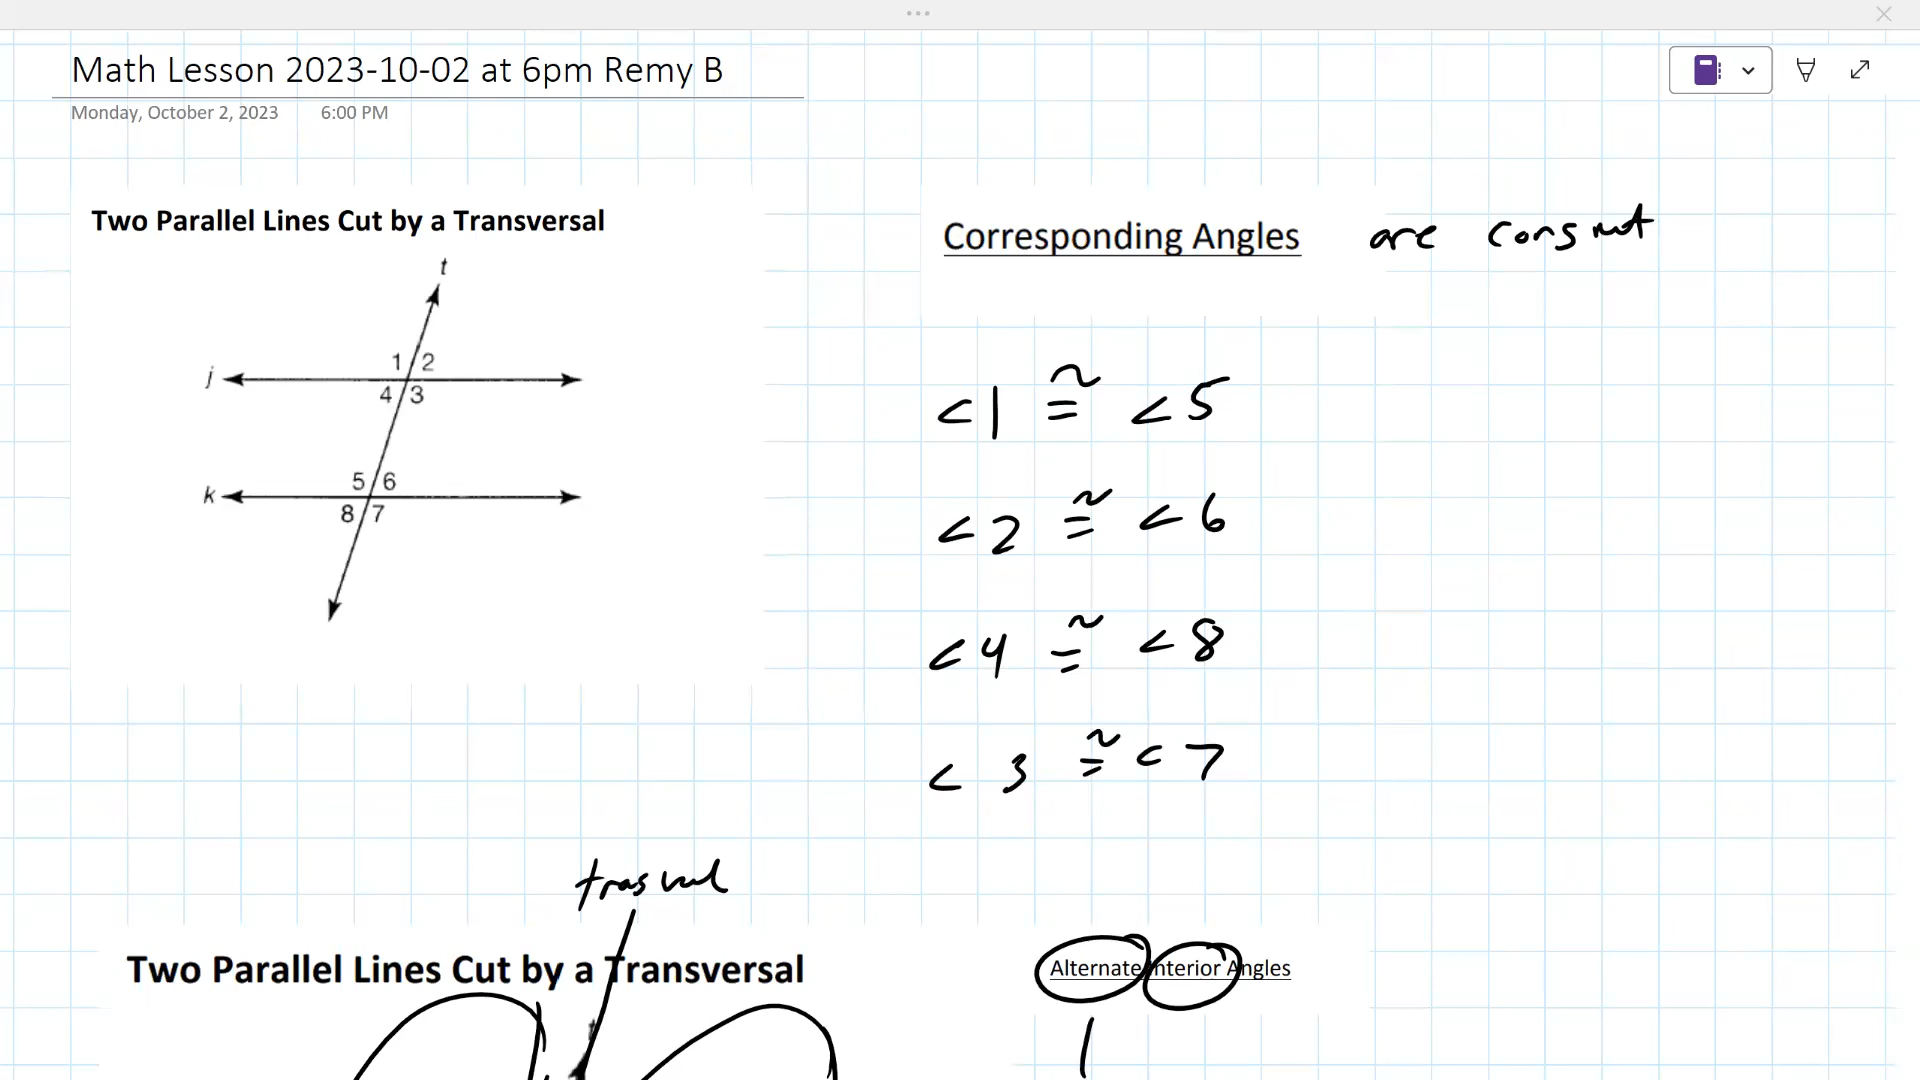 Math Lesson 2023-10-02 at 6pm Remy B
Monday, October 2, 2023 6:00 PM
Two Parallel Lines Cut by a Transversal
t
1 2
j
4 3
5 6
k
8 7
Corresponding Angles are
<1 ≅ <5
<2 ≅ <6
<4 ≅ <8
<3 ≅ <7
Two Parallel Lines Cut by a Transversal
t
Alternate Interior Angles